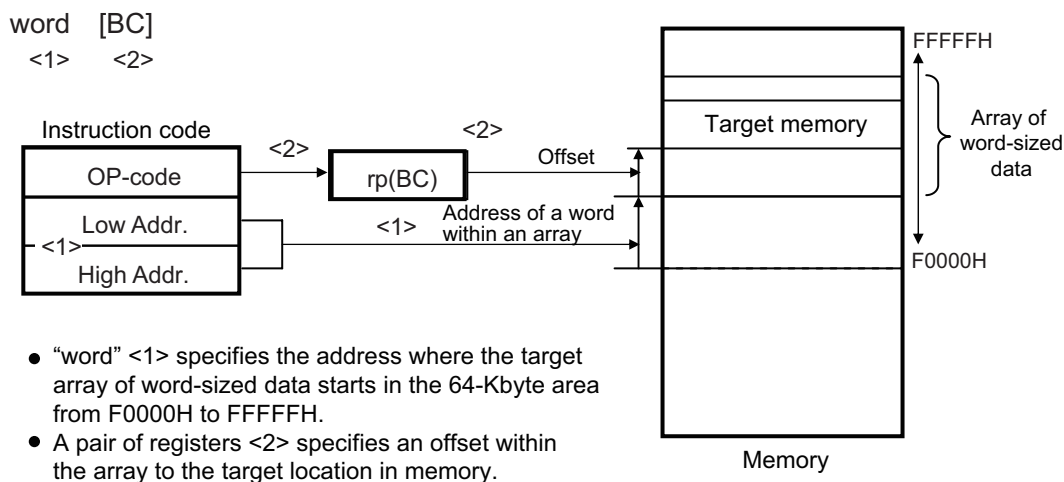 word [BC]
<1> <2>
FFFFFH
Instruction code
<2>
<2>
Target memory
Array of
word-sized
data
OP-code
rp(BC)
Offset
Low Addr.
<1>
High Addr.
<1>
Address of a word
within an array
F0000H
● “word” <1> specifies the address where the target
array of word-sized data starts in the 64-Kbyte area
from F0000H to FFFFFH.
● A pair of registers <2> specifies an offset within
the array to the target location in memory.
Memory